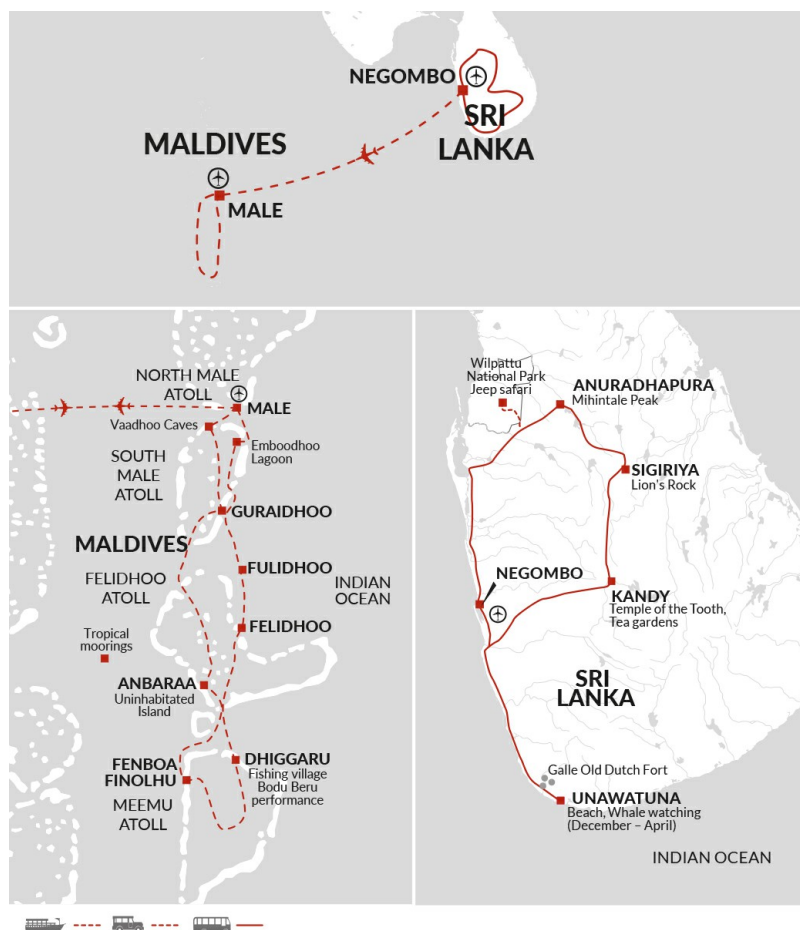 NEGOMBO
SRI
LANKA
MALDIVES
MALE
NORTH MALE
ATOLL
MALE
Vaadhoo Caves
Emboodhoo
Lagoon
SOUTH
MALE
ATOLL
GURAIDHOO
MALDIVES
FULIDHOO
FELIDHOO
ATOLL
INDIAN
OCEAN
FELIDHOO
Tropical
moorings
ANBARAA
Uninhabitated
Island
FENBOA
FINOLHU
DHIGGARU
Fishing village
Bodu Beru
performance
MEEMU
ATOLL
Wilpattu
National Park
Jeep safari
ANURADHAPURA
Mihintale Peak
SIGIRIYA
Lion's Rock
NEGOMBO
KANDY
Temple of the Tooth,
Tea gardens
SRI
LANKA
Galle Old Dutch Fort
UNAWATUNA
Beach, Whale watching
(December – April)
INDIAN OCEAN